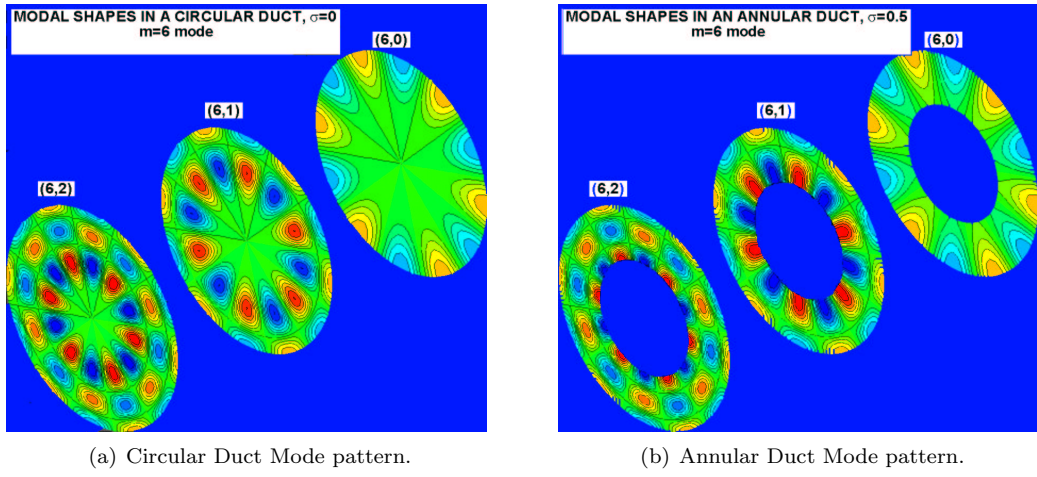 MODAL SHAPES IN A CIRCULAR DUCT, σ=0
m=6 mode
(6,0)
(6,1)
(6,2)
MODAL SHAPES IN AN ANNULAR DUCT, σ=0.5
m=6 mode
(6,0)
(6,1)
(6,2)
(a) Circular Duct Mode pattern.
(b) Annular Duct Mode pattern.